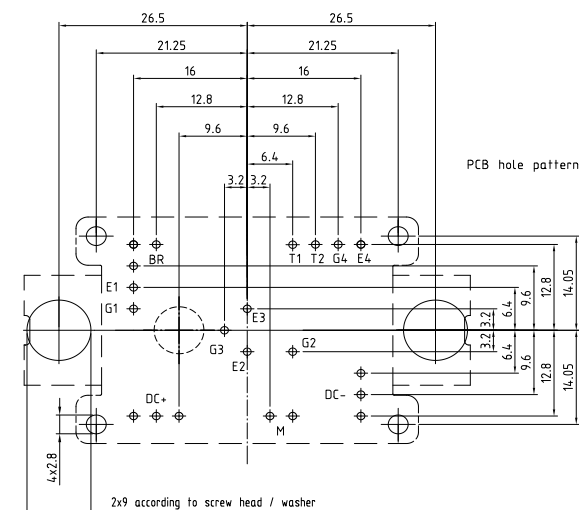 26.5 26.5
21.25 21.25
16 16
12.8 12.8
9.6 9.6
6.4
3.2 3.2
PCB hole pattern
BR T1 T2 G4 E4
E1
G1 E3
G3 G2
E2
3.2 6.4 9.6 12.8 14.05
3.2 6.4 9.6 12.8 14.05
DC+ DC-
M
4x2.8
2x9 according to screw head / washer